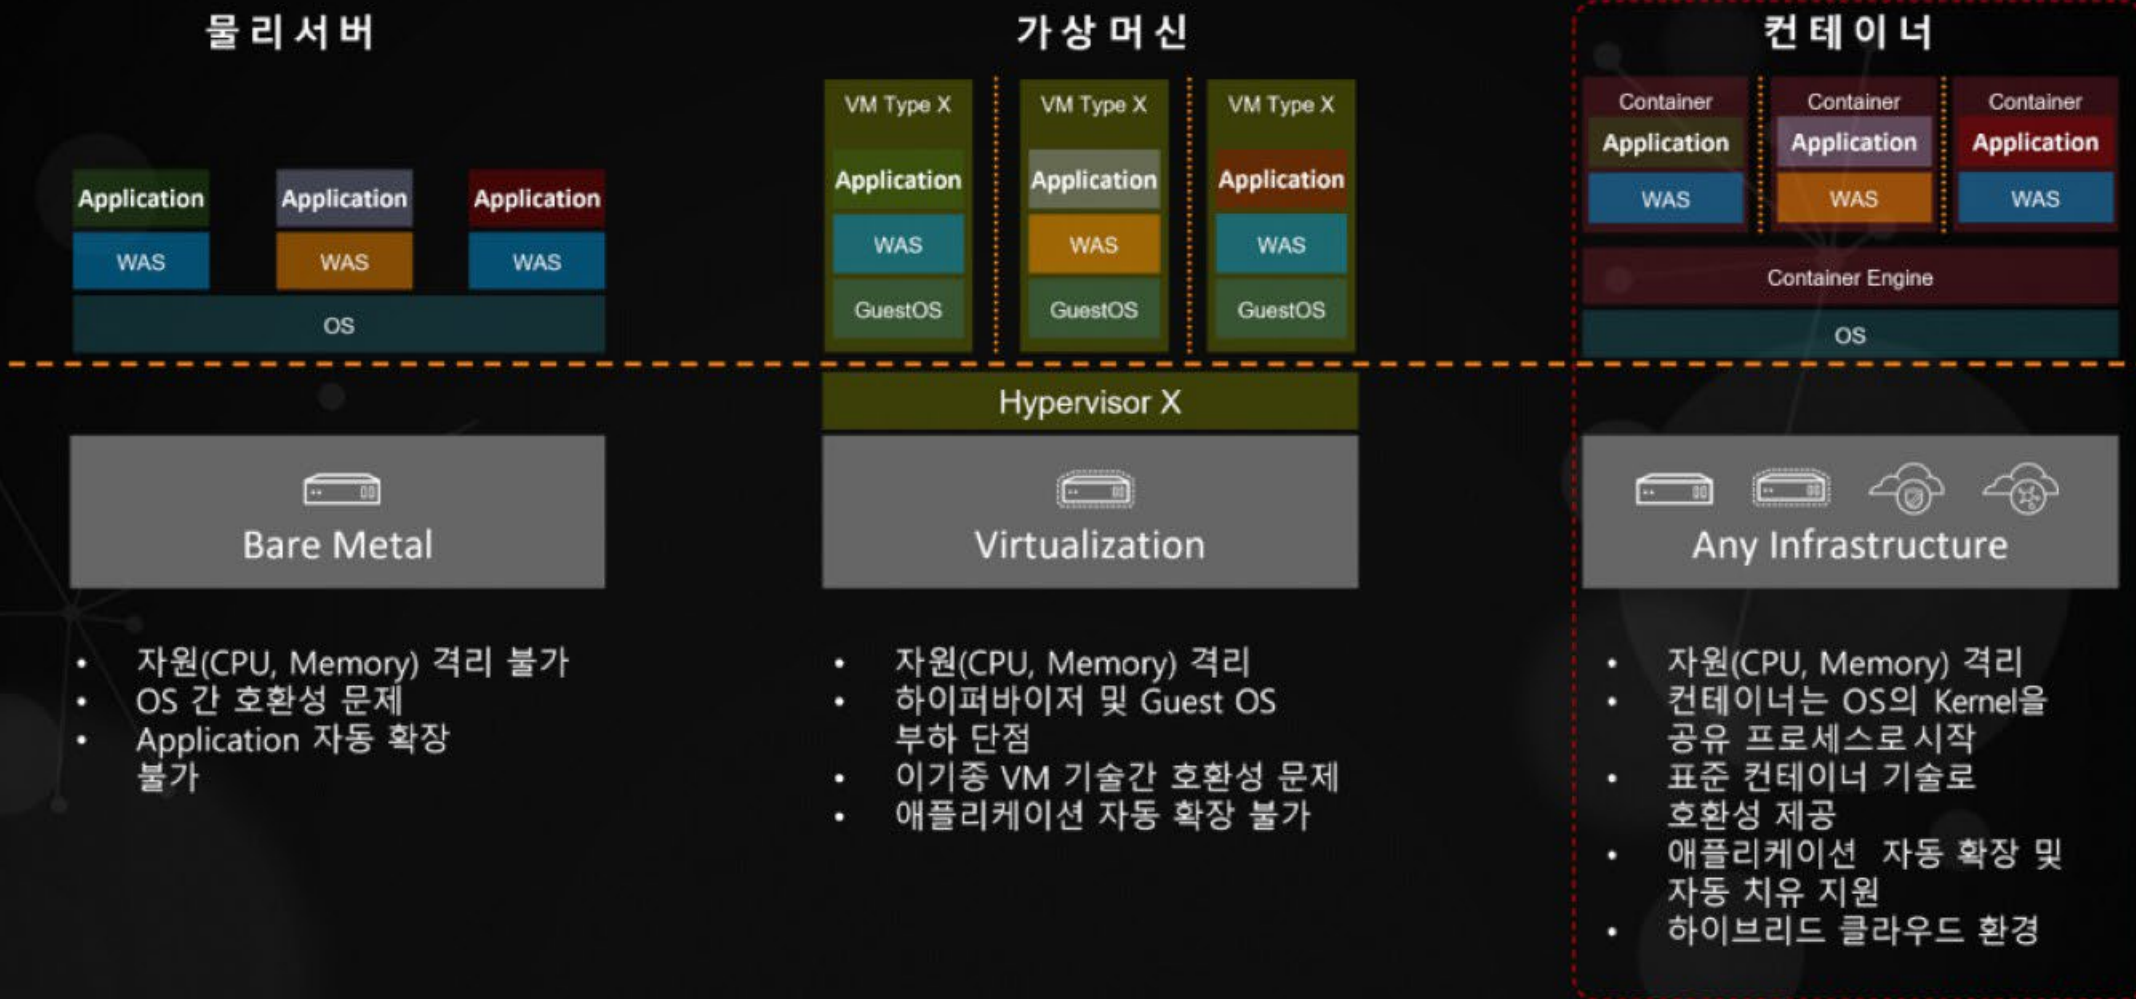 물리서버
Application
Application
Application
WAS
WAS
WAS
OS
Bare Metal
• 자원(CPU, Memory) 격리 불가
• OS 간 호환성 문제
• Application 자동 확장
불가
가상머신
VM Type X
VM Type X
VM Type X
Application
Application
Application
WAS
WAS
WAS
GuestOS
GuestOS
GuestOS
Hypervisor X
Virtualization
• 자원(CPU, Memory) 격리
• 하이퍼바이저 및 Guest OS
부하 단점
• 이기종 VM 기술간 호환성 문제
• 애플리케이션 자동 확장 불가
컨테이너
Container
Container
Container
Application
Application
Application
WAS
WAS
WAS
Container Engine
OS
Any Infrastructure
• 자원(CPU, Memory) 격리
• 컨테이너는 OS의 Kernel을
공유 프로세스로 시작
• 표준 컨테이너 기술로
호환성 제공
• 애플리케이션 자동 확장 및
자동 치유 지원
• 하이브리드 클라우드 환경